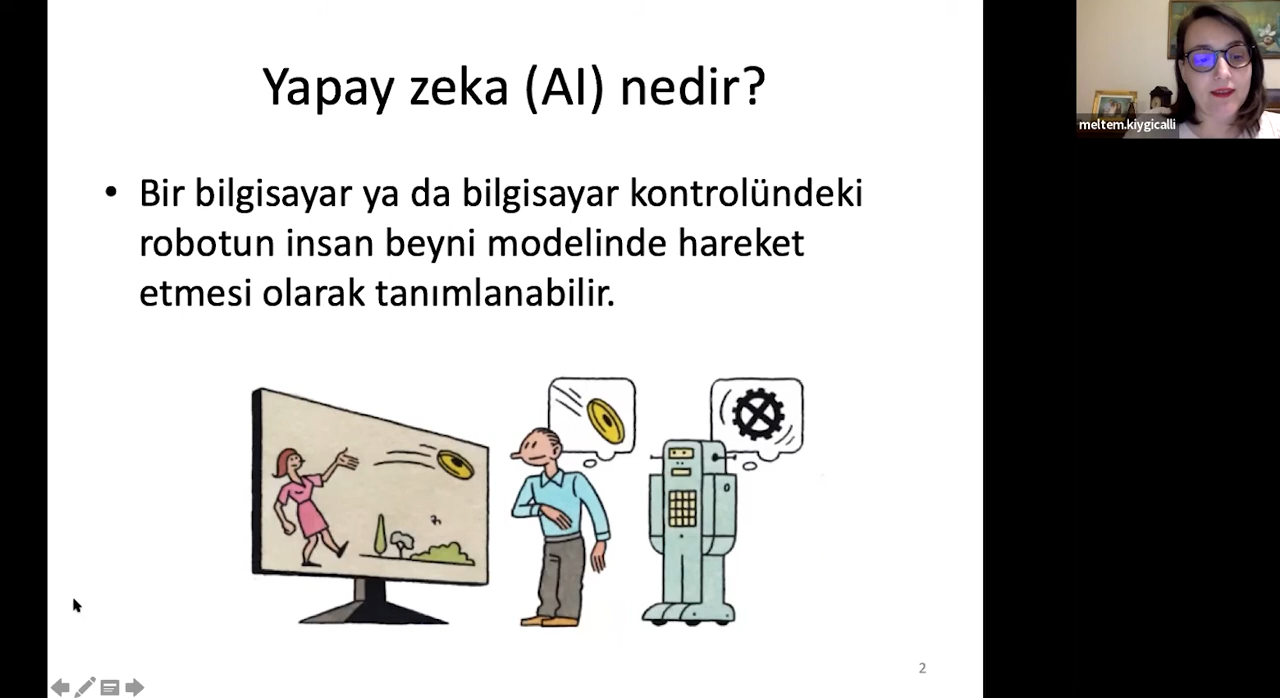 Yapay zeka (AI) nedir?
• Bir bilgisayar ya da bilgisayar kontrolündeki
robotun insan beyni modelinde hareket
etmesi olarak tanımlanabilir.
meltem.kiygicalli
2